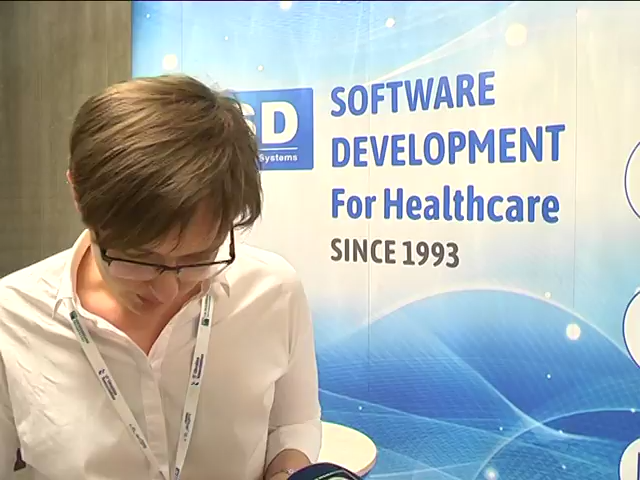 SD
Systems
SOFTWARE
DEVELOPMENT
For Healthcare
SINCE 1993